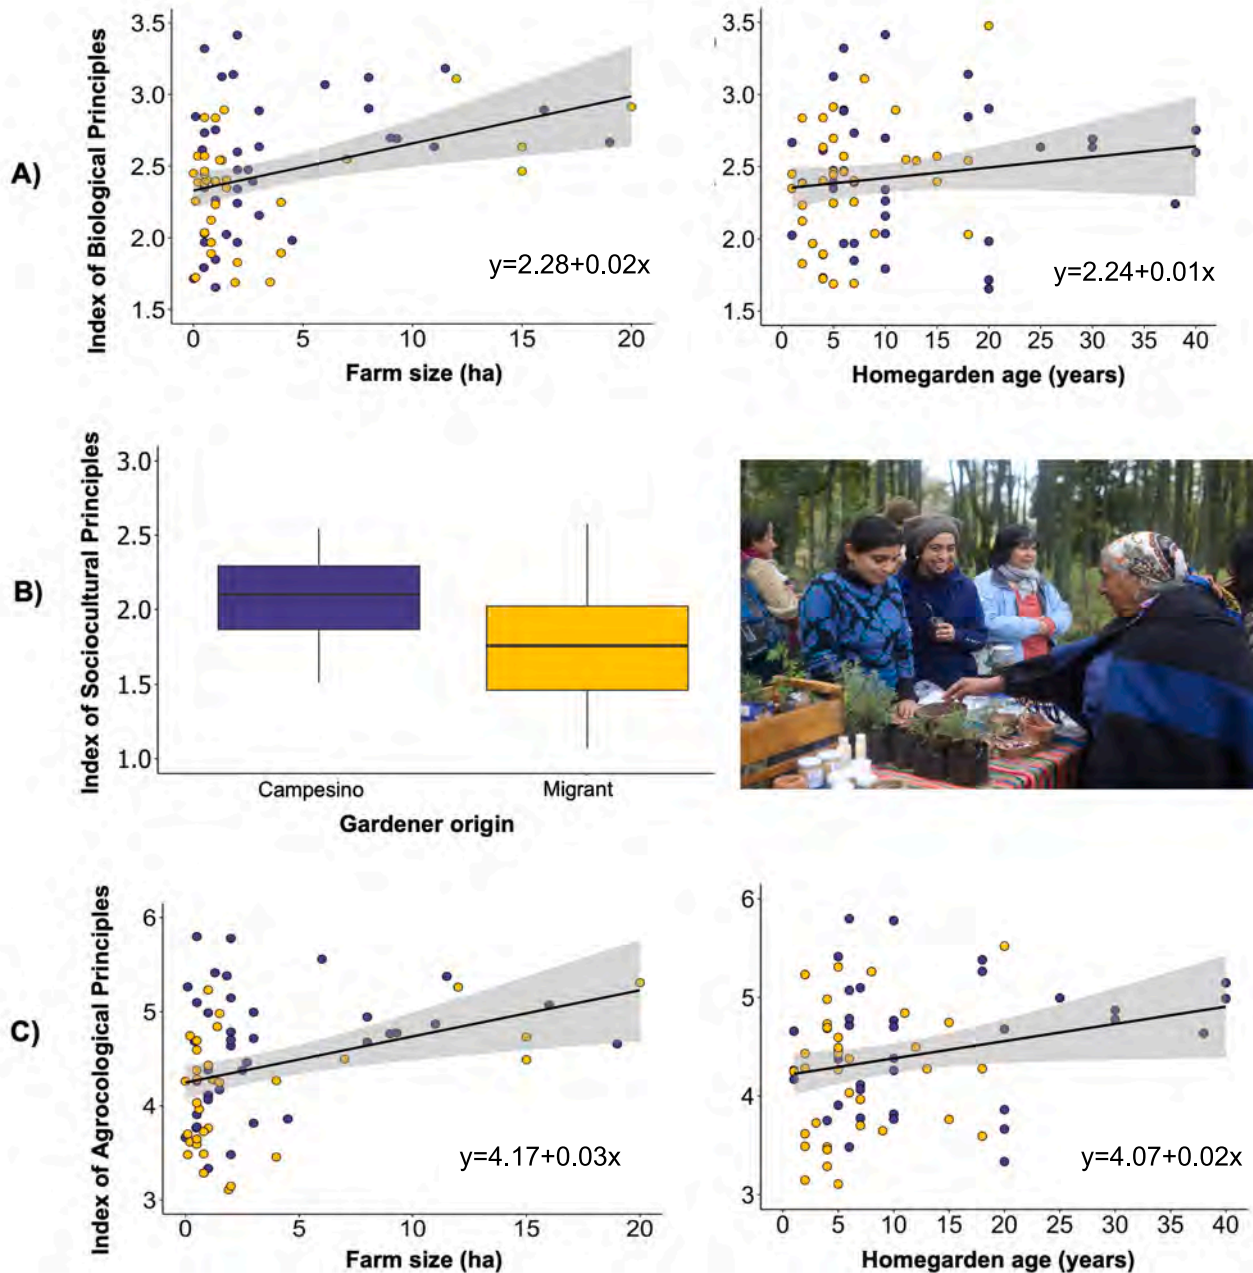 A)
Index of Biological Principles
3.5
3.0
2.5
2.0
1.5
0 5 10 15 20
Farm size (ha)
y=2.28+0.02x
3.5
3.0
2.5
2.0
1.5
0 5 10 15 20 25 30 35 40
Homegarden age (years)
y=2.24+0.01x
B)
Index of Sociocultural Principles
3.0
2.5
2.0
1.5
1.0
Campesino Migrant
Gardener origin
C)
Index of Agrocological Principles
6
5
4
3
0 5 10 15 20
Farm size (ha)
y=4.17+0.03x
6
5
4
3
0 5 10 15 20 25 30 35 40
Homegarden age (years)
y=4.07+0.02x